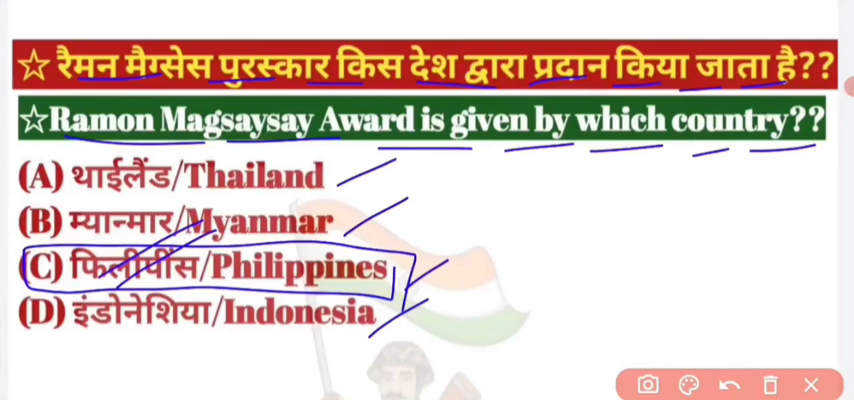 ☆ रैमन मैग्सेस पुरस्कार किस देश द्वारा प्रदान किया जाता है??
☆Ramon Magsaysay Award is given by which country??
(A) थाईलैंड/Thailand
(B) म्यान्मार/Myanmar
(C) फिलीपींस/Philippines
(D) इंडोनेशिया/Indonesia